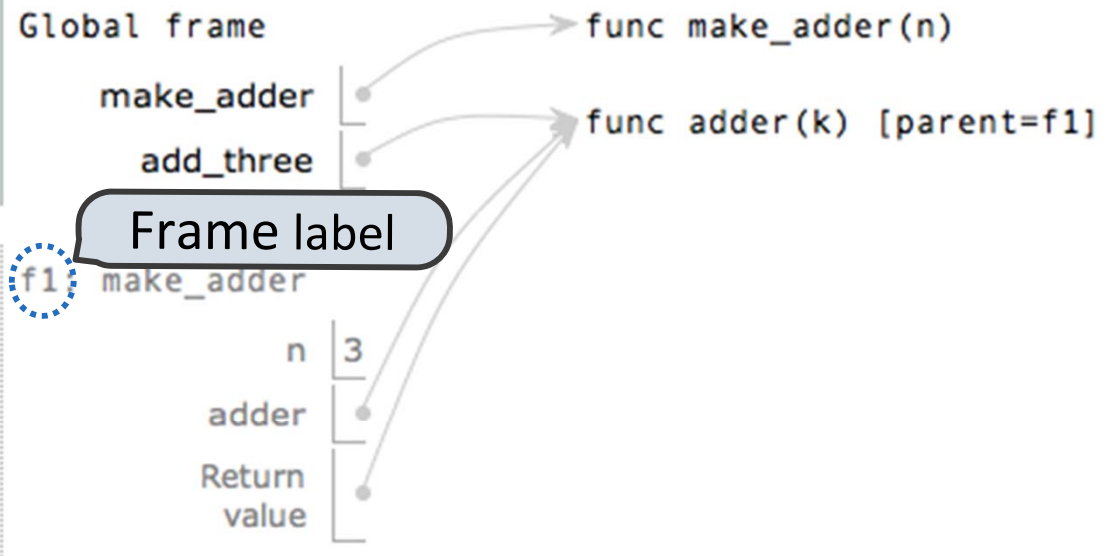 Global frame
func make_adder(n)
make_adder
func adder(k) [parent=f1]
add_three
Frame label
f1: make_adder
n 3
adder
Return
value